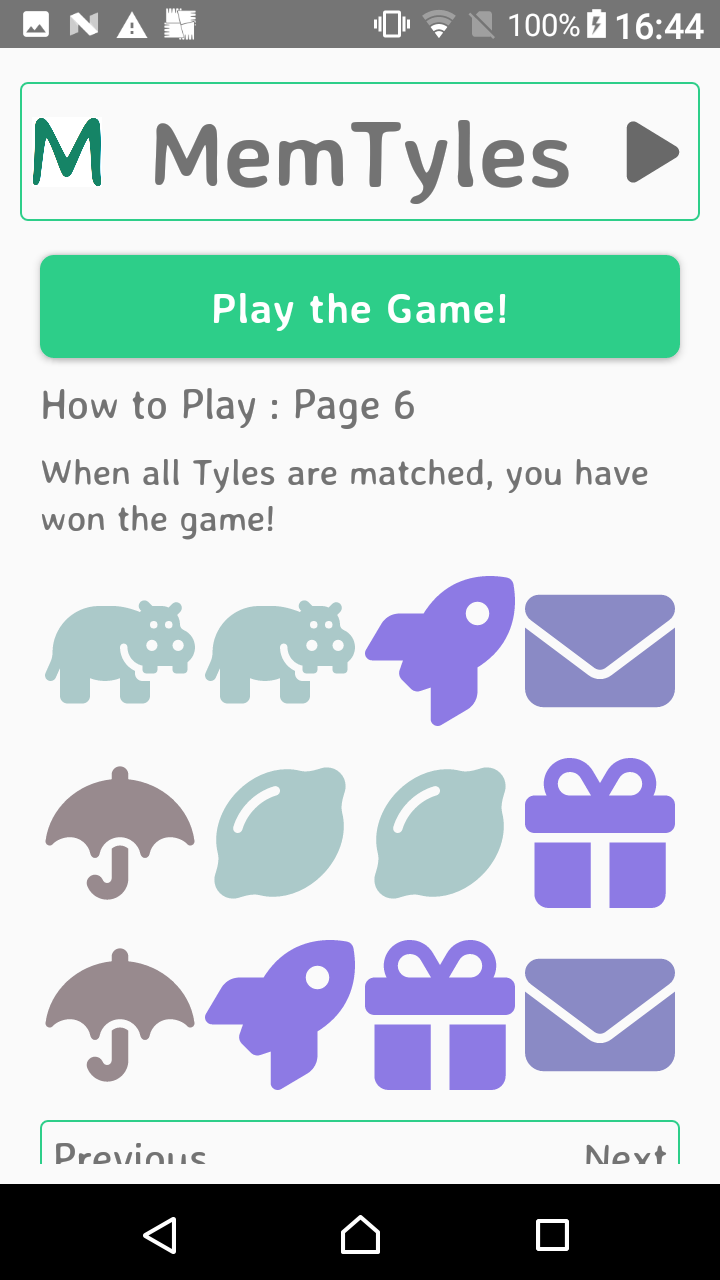 100% 16:44
M MemTyles
Play the Game!
How to Play : Page 6
When all Tyles are matched, you have
won the game!
Previous Next